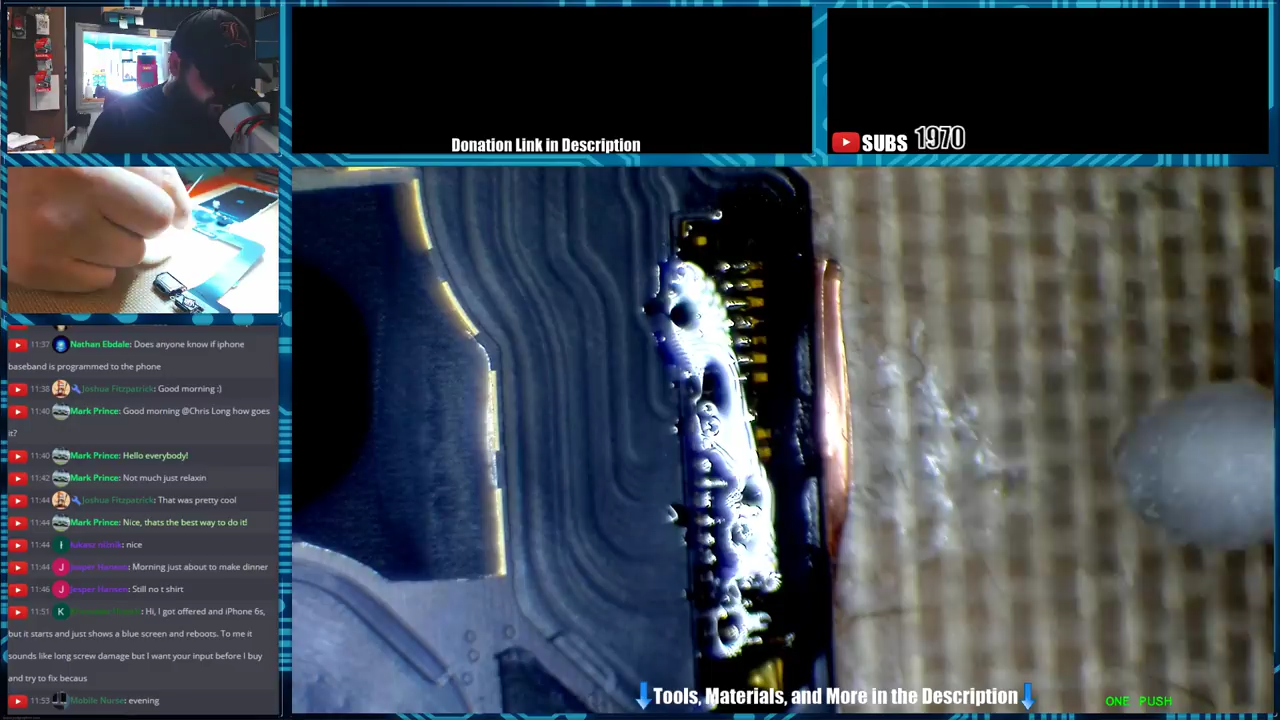 Donation Link in Description
SUBS 1970
11:37 Nathan Ebdale: Does anyone know if iphone
baseband is programmed to the phone
11:38 Joshua Fitzpatrick: Good morning :)
11:40 Mark Prince: Good morning @Chris Long how goes
it?
11:40 Mark Prince: Hello everybody!
11:42 Mark Prince: Not much just relaxin
11:44 Joshua Fitzpatrick: That was pretty cool
11:44 Mark Prince: Nice, thats the best way to do it!
11:44 : nice
11:44 Jesper Hansen: Morning just about to make dinner
11:46 Jesper Hansen: Still no t shirt
11:51 K : Hi, I got offered and iPhone 6s,
but it starts and just shows a blue screen and reboots. To me it
sounds like long screw damage but I want your input before I buy
and try to fix becaus
11:53 Mobile Nurse: evening
Tools, Materials, and More in the Description
ONE PUSH